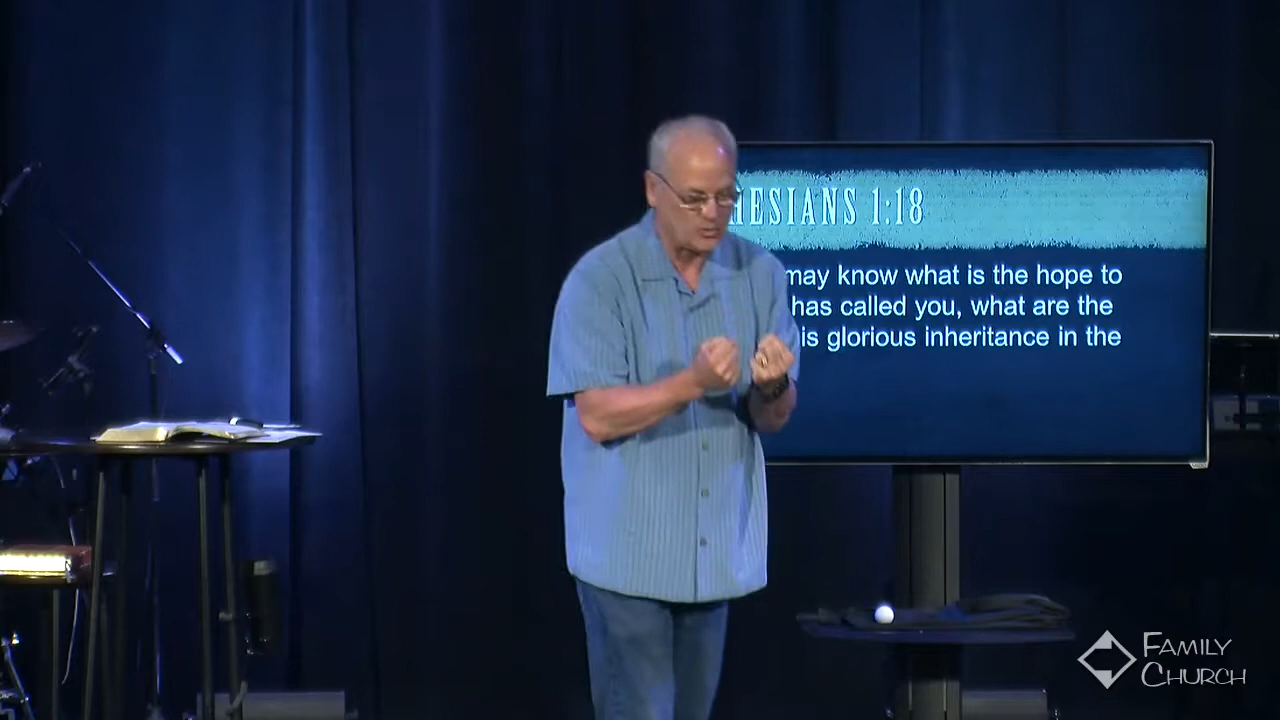 HESIANS 1:18
may know what is the hope to
has called you, what are the
is glorious inheritance in the
FAMILY
CHURCH